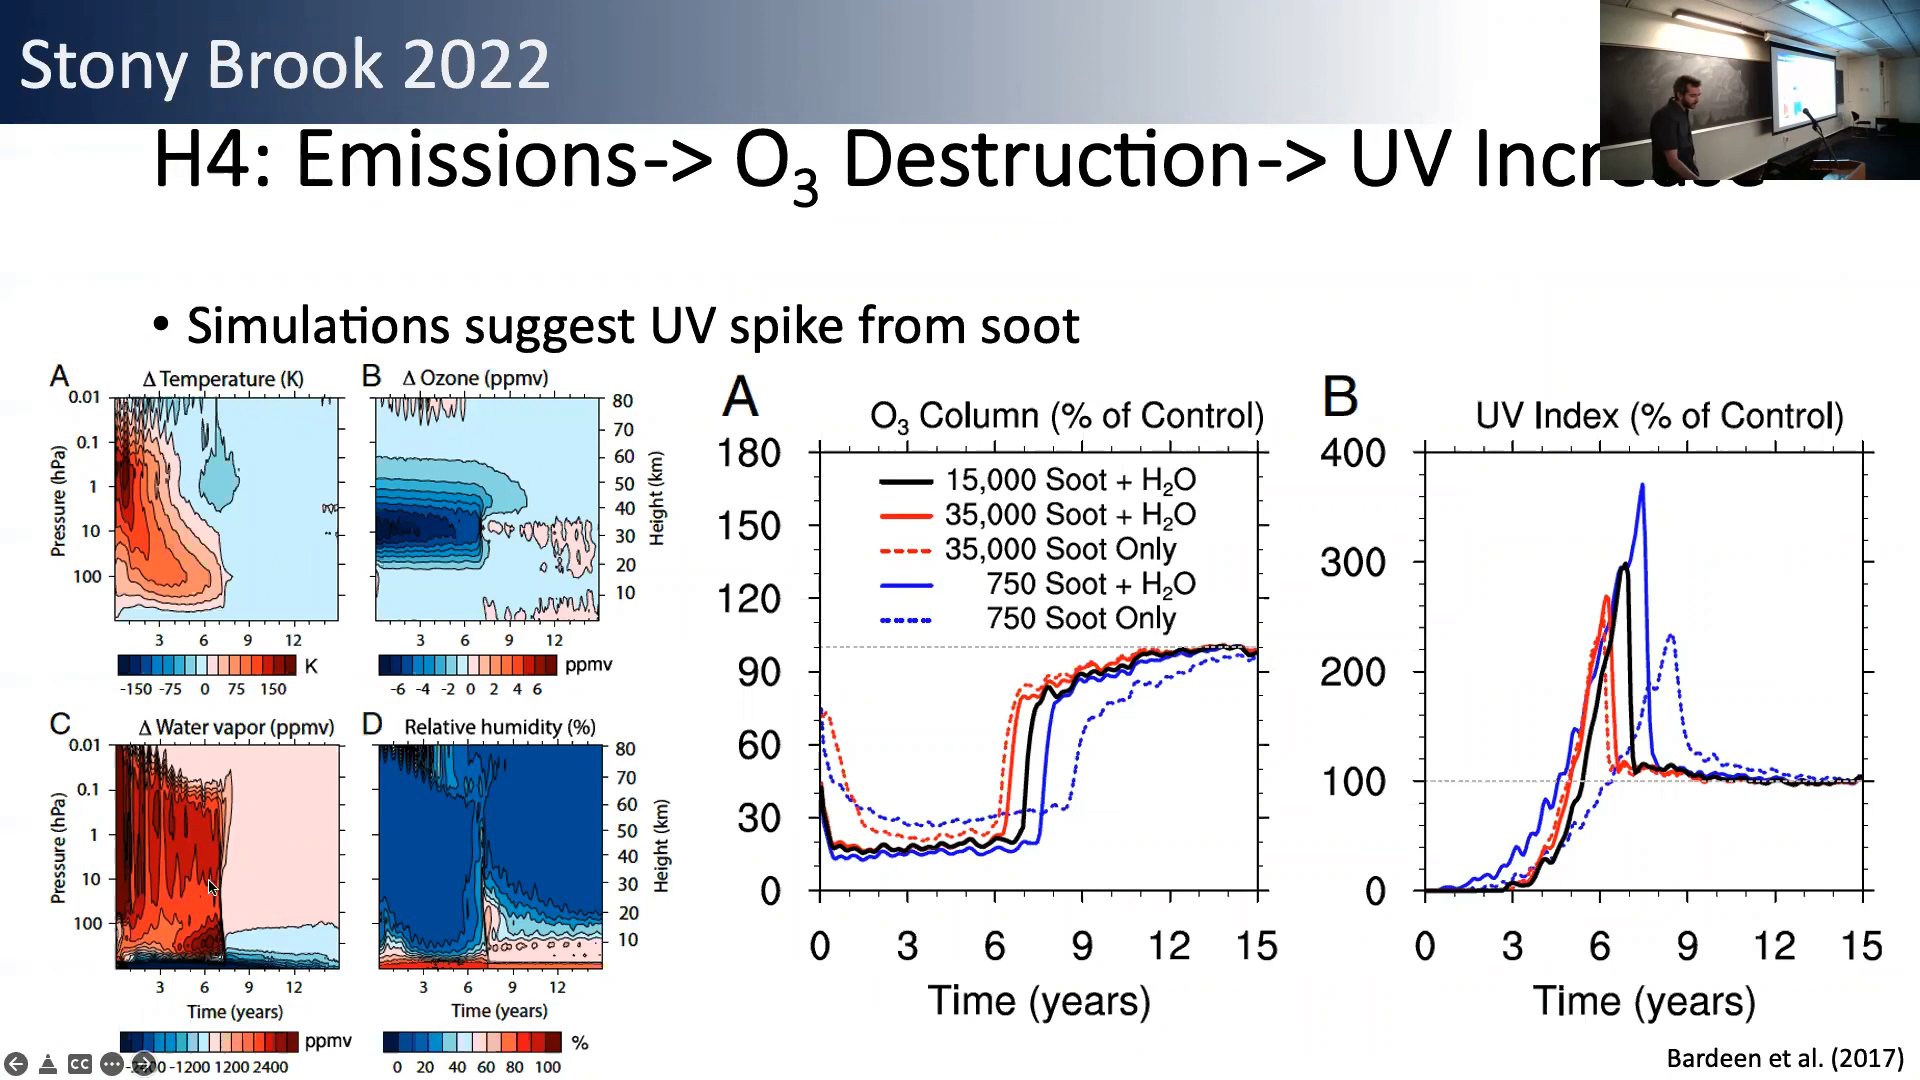 Stony Brook 2022
H4: Emissions-> O₃ Destruction-> UV Increase
• Simulations suggest UV spike from soot
A
Δ Temperature (K)
0.01
0.1
1
10
100
Pressure (hPa)
3 6 9 12
-150 -75 0 75 150
K
B
Δ Ozone (ppmv)
80
70
60
50
40
30
20
10
Height (km)
3 6 9 12
-6 -4 -2 0 2 4 6
ppmv
C
Δ Water vapor (ppmv)
0.01
0.1
1
10
100
Pressure (hPa)
3 6 9 12
Time (years)
-1200 1200 2400
ppmv
D
Relative humidity (%)
80
70
60
50
40
30
20
10
Height (km)
3 6 9 12
Time (years)
0 20 40 60 80 100
%
A
O₃ Column (% of Control)
180
150
120
90
60
30
0
15,000 Soot + H₂O
35,000 Soot + H₂O
35,000 Soot Only
750 Soot + H₂O
750 Soot Only
0 3 6 9 12 15
Time (years)
B
UV Index (% of Control)
400
300
200
100
0
0 3 6 9 12 15
Time (years)
Bardeen et al. (2017)
CC